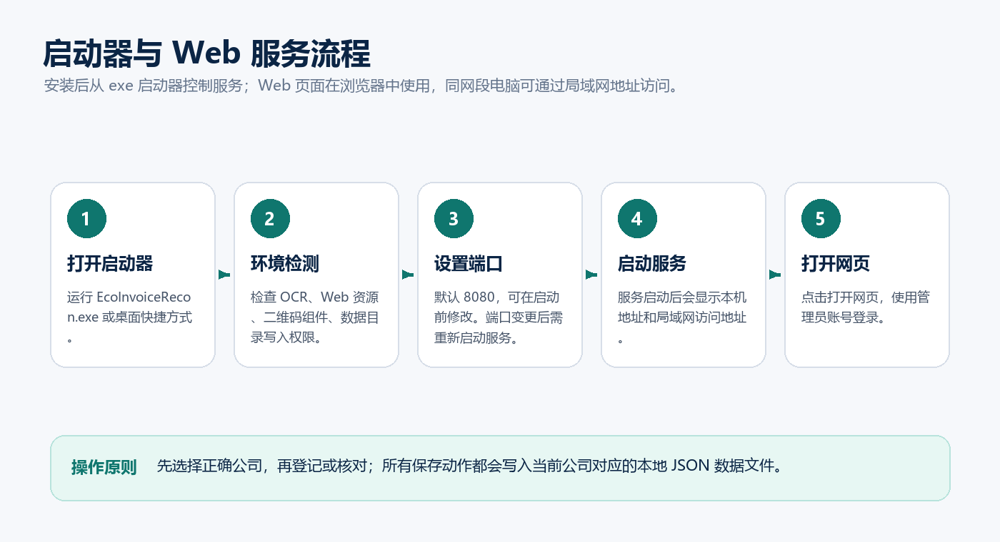 启动器与 Web 服务流程
安装后从 exe 启动器控制服务；Web 页面在浏览器中使用，同网段电脑可通过局域网地址访问。
1
打开启动器
运行 EcoInvoiceReco
n.exe 或桌面快捷方式
。
2
环境检测
检查 OCR、Web 资源
、二维码组件、数据目
录写入权限。
3
设置端口
默认 8080，可在启动
前修改。端口变更后需
重新启动服务。
4
启动服务
服务启动后会显示本机
地址和局域网访问地址
。
5
打开网页
点击打开网页，使用管
理员账号登录。
操作原则 先选择正确公司，再登记或核对；所有保存动作都会写入当前公司对应的本地 JSON 数据文件。